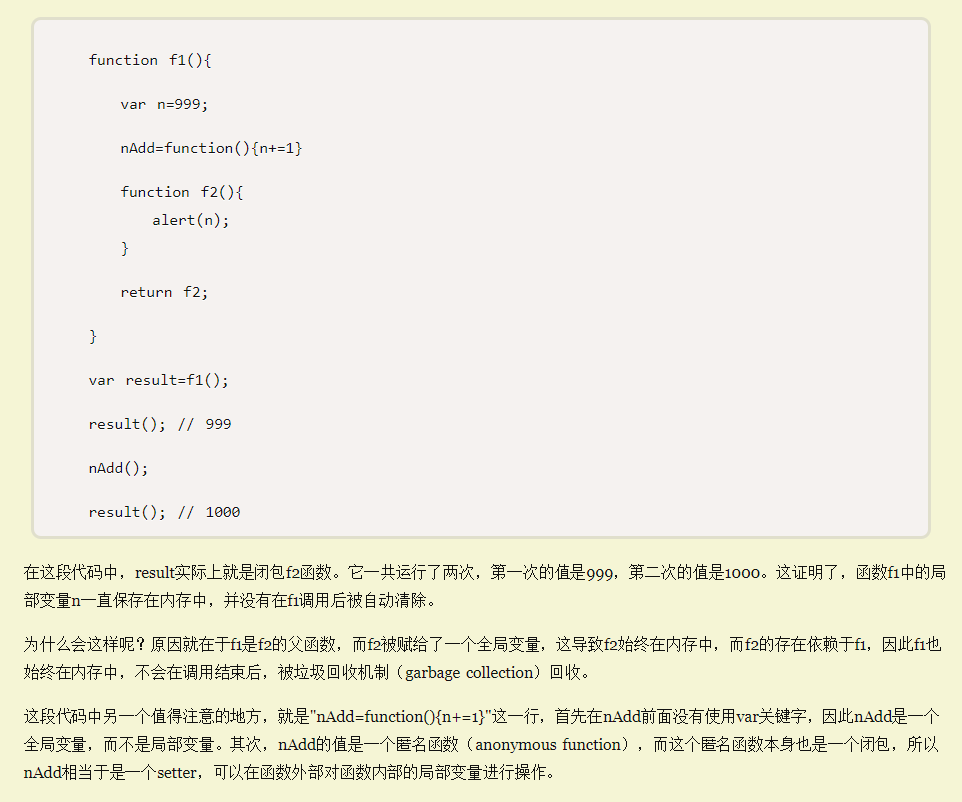 function f1(){
var n=999;
nAdd=function(){n+=1}
function f2(){
alert(n);
}
return f2;
}
var result=f1();
result(); // 999
nAdd();
result(); // 1000
在这段代码中，result实际上就是闭包f2函数。它一共运行了两次，第一次的值是999，第二次的值是1000。这证明了，函数f1中的局
部变量n一直保存在内存中，并没有在f1调用后被自动清除。
为什么会这样呢？原因就在于f1是f2的父函数，而f2被赋给了一个全局变量，这导致f2始终在内存中，而f2的存在依赖于f1，因此f1也
始终在内存中，不会在调用结束后，被垃圾回收机制（garbage collection）回收。
这段代码中另一个值得注意的地方，就是"nAdd=function(){n+=1}"这一行，首先在nAdd前面没有使用var关键字，因此nAdd是一个
全局变量，而不是局部变量。其次，nAdd的值是一个匿名函数（anonymous function），而这个匿名函数本身也是一个闭包，所以
nAdd相当于是一个setter，可以在函数外部对函数内部的局部变量进行操作。